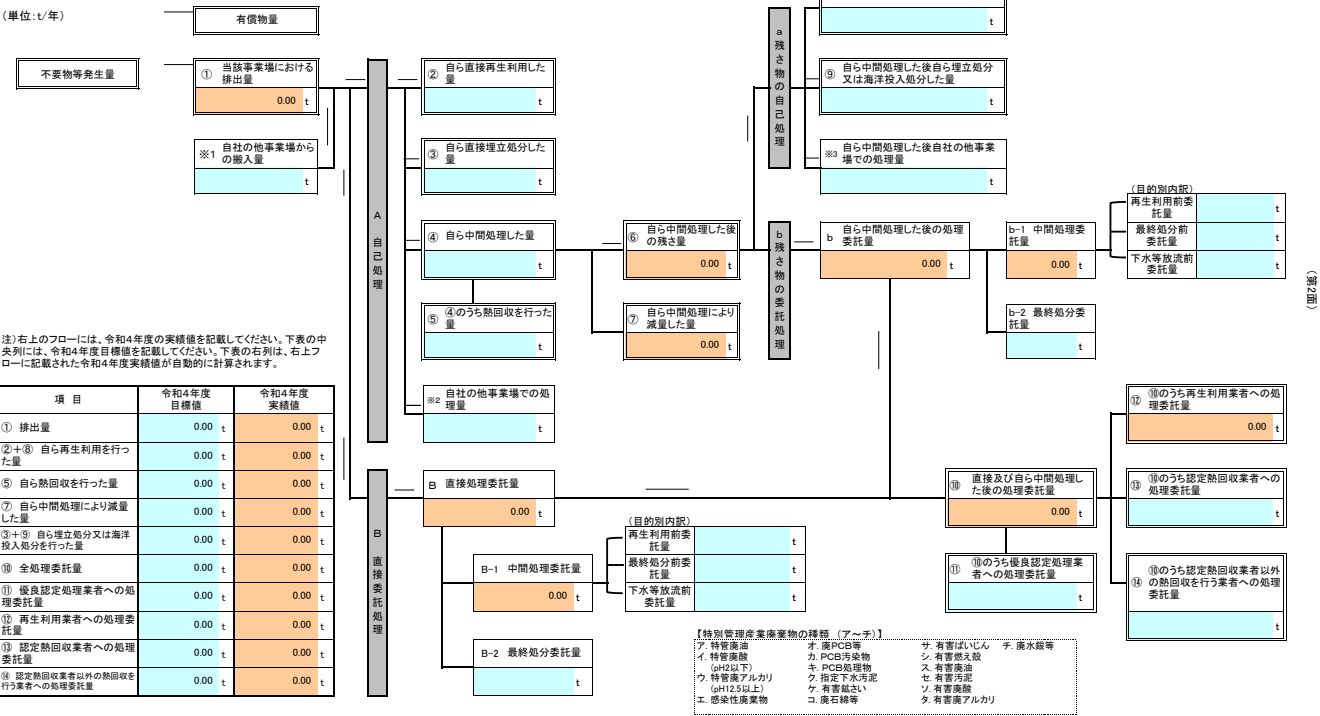 (単位:t/年)
有償物量
不要物等発生量
① 当該事業場における
排出量
0.00 t
※1 自社の他事業場から
の搬入量
t
A 自己処理
② 自ら直接再生利用した
量
t
③ 自ら直接埋立処分した
量
t
④ 自ら中間処理した量
t
⑤ ④のうち熱回収を行った
量
t
※2 自社の他事業場での処
理量
t
⑥ 自ら中間処理した後
の残さ量
0.00 t
⑦ 自ら中間処理により
減量した量
0.00 t
a 残さ物の自己処理
t
⑨ 自ら中間処理した後自ら埋立処分
又は海洋投入処分した量
t
※3 自ら中間処理した後自社の他事業
場での処理量
t
b 残さ物の委託処理
b 自ら中間処理した後の処理
委託量
0.00 t
b-1 中間処理委
託量
0.00 t
(目的別内訳)
再生利用前委
託量
t
最終処分前
委託量
t
下水等放流前
委託量
t
b-2 最終処分委
託量
t
(第2面)
注)右上のフローには、令和4年度の実績値を記載してください。下表の中
央列には、令和4年度目標値を記載してください。下表の右列は、右上フ
ローに記載された令和4年度実績値が自動的に計算されます。
項 目 令和4年度
目標値 令和4年度
実績値
① 排出量 0.00 t 0.00 t
②+⑧ 自ら再生利用を行っ
た量 0.00 t 0.00 t
⑤ 自ら熱回収を行った量 0.00 t 0.00 t
⑦ 自ら中間処理により減量
した量 0.00 t 0.00 t
③+⑨ 自ら埋立処分又は海洋
投入処分を行った量 0.00 t 0.00 t
⑩ 全処理委託量 0.00 t 0.00 t
⑪ 優良認定処理業者への処
理委託量 0.00 t 0.00 t
⑫ 再生利用業者への処理委
託量 0.00 t 0.00 t
⑬ 認定熱回収業者への処理
委託量 0.00 t 0.00 t
⑭ 認定熱回収業者以外の熱回収を
行う業者への処理委託量 0.00 t 0.00 t
B 直接委託処理
B 直接処理委託量
0.00 t
B-1 中間処理委託量
0.00 t
(目的別内訳)
再生利用前委
託量
t
最終処分前委
託量
t
下水等放流前
委託量
t
B-2 最終処分委託量
t
⑩ 直接及び自ら中間処理し
た後の処理委託量
0.00 t
⑪ ⑩のうち優良認定処理業
者への処理委託量
t
⑫ ⑩のうち再生利用業者への処
理委託量
0.00 t
⑬ ⑩のうち認定熱回収業者への
処理委託量
t
⑭ ⑩のうち認定熱回収業者以外
の熱回収を行う業者への処理
委託量
t
【特別管理産業廃棄物の種類 (ア~チ)】
ア. 特管廃油 オ. 廃PCB等 サ. 有害ばいじん チ. 廃水銀等
イ. 特管廃酸 カ. PCB汚染物 シ. 有害燃え殻
(pH2以下) キ. PCB処理物 ス. 有害廃油
ウ. 特管廃アルカリ ク. 指定下水汚泥 セ. 有害汚泥
(pH12.5以上) ケ. 有害鉱さい ソ. 有害廃酸
エ. 感染性廃棄物 コ. 廃石綿等 タ. 有害廃アルカリ